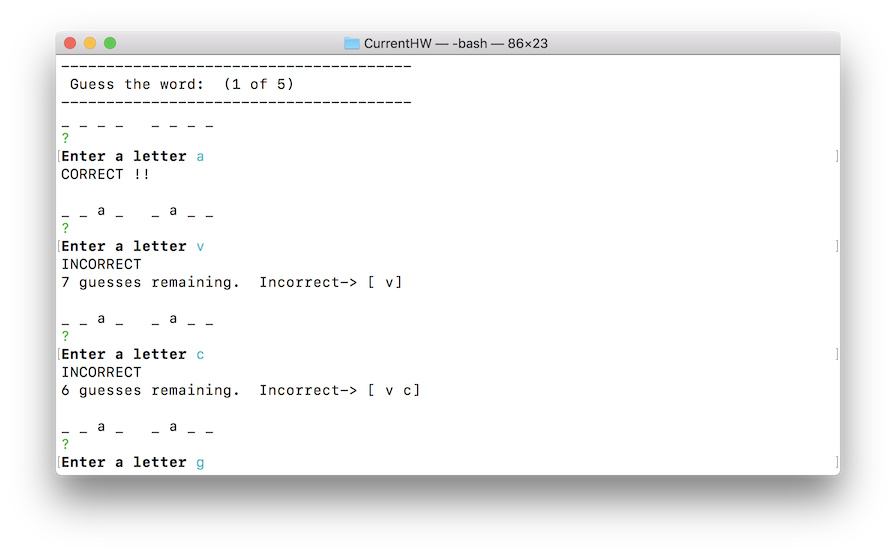 CurrentHW — -bash — 86×23
---------------------------------------
Guess the word:  (1 of 5)
---------------------------------------
_ _ _ _   _ _ _ _
?
[Enter a letter a ]
CORRECT !!
_ _ a _   _ a _ _
?
[Enter a letter v ]
INCORRECT
7 guesses remaining.  Incorrect-> [ v]
_ _ a _   _ a _ _
?
[Enter a letter c ]
INCORRECT
6 guesses remaining.  Incorrect-> [ v c]
_ _ a _   _ a _ _
?
[Enter a letter g ]